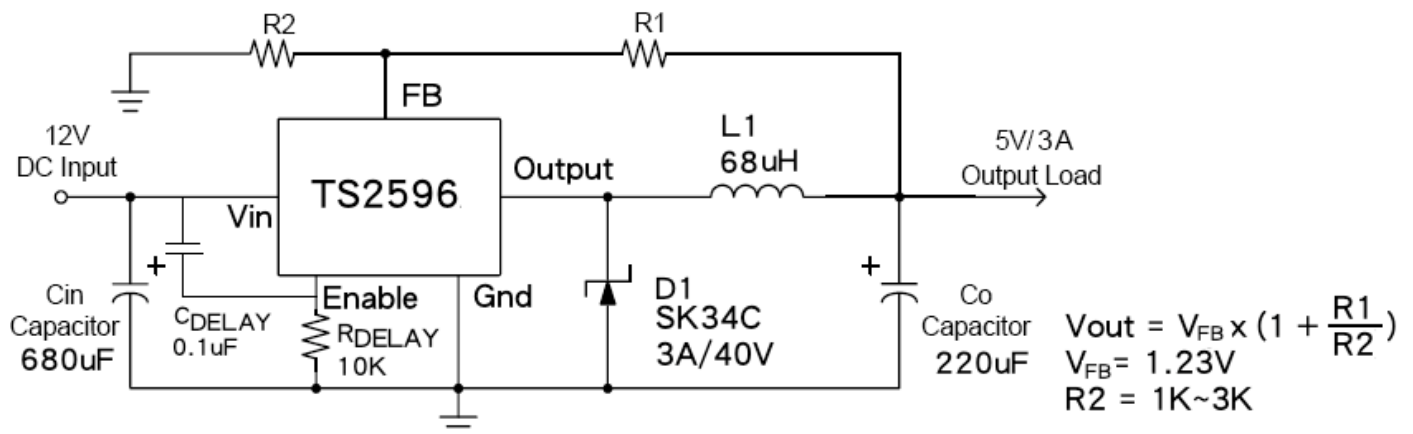 R2
R1
FB
12V
DC Input
Vin
TS2596
Output
L1
68uH
5V/3A
Output Load
+
Cin
Capacitor
680uF
CDELAY
0.1uF
Enable
RDELAY
10K
Gnd
D1
SK34C
3A/40V
+
Co
Capacitor
220uF
Vout = VFB x (1 + R1/R2)
VFB= 1.23V
R2 = 1K~3K